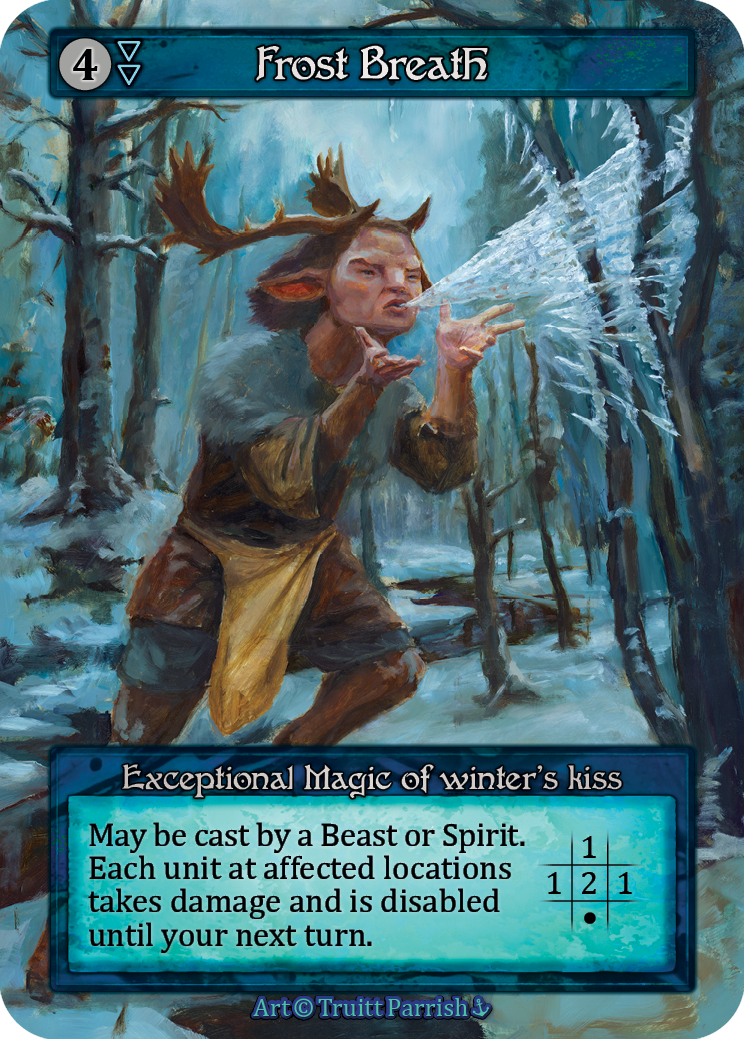 4
Frost Breath
Exceptional Magic of winter's kiss
May be cast by a Beast or Spirit.
Each unit at affected locations
takes damage and is disabled
until your next turn.
1
1 2 1
Art © Truitt Parrish